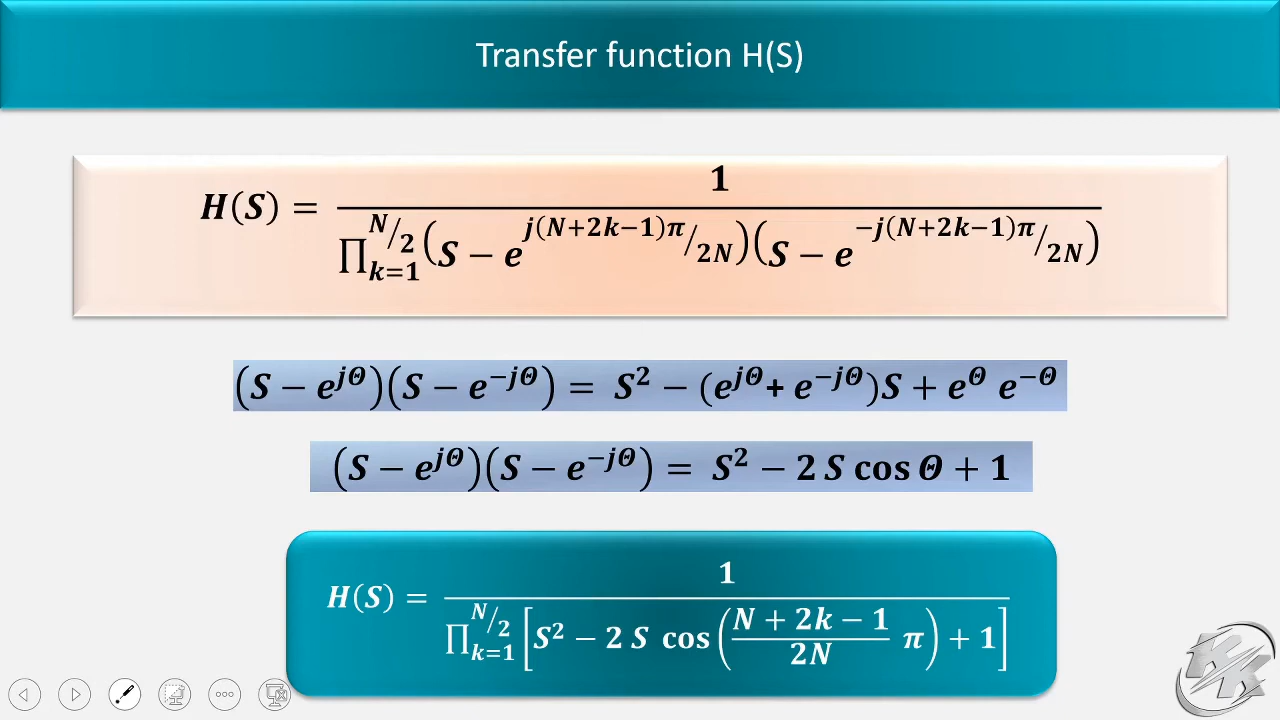 Transfer function H(S)
H(S) = 1 / ∏_{k=1}^{N/2} (S − e^{j(N+2k−1)π/2N})(S − e^{−j(N+2k−1)π/2N})
(S − e^{jΘ})(S − e^{−jΘ}) = S² − (e^{jΘ}+ e^{−jΘ})S + e^{Θ} e^{−Θ}
(S − e^{jΘ})(S − e^{−jΘ}) = S² − 2 S cos Θ + 1
H(S) = 1 / ∏_{k=1}^{N/2} [S² − 2 S cos((N + 2k − 1)/2N π) + 1]